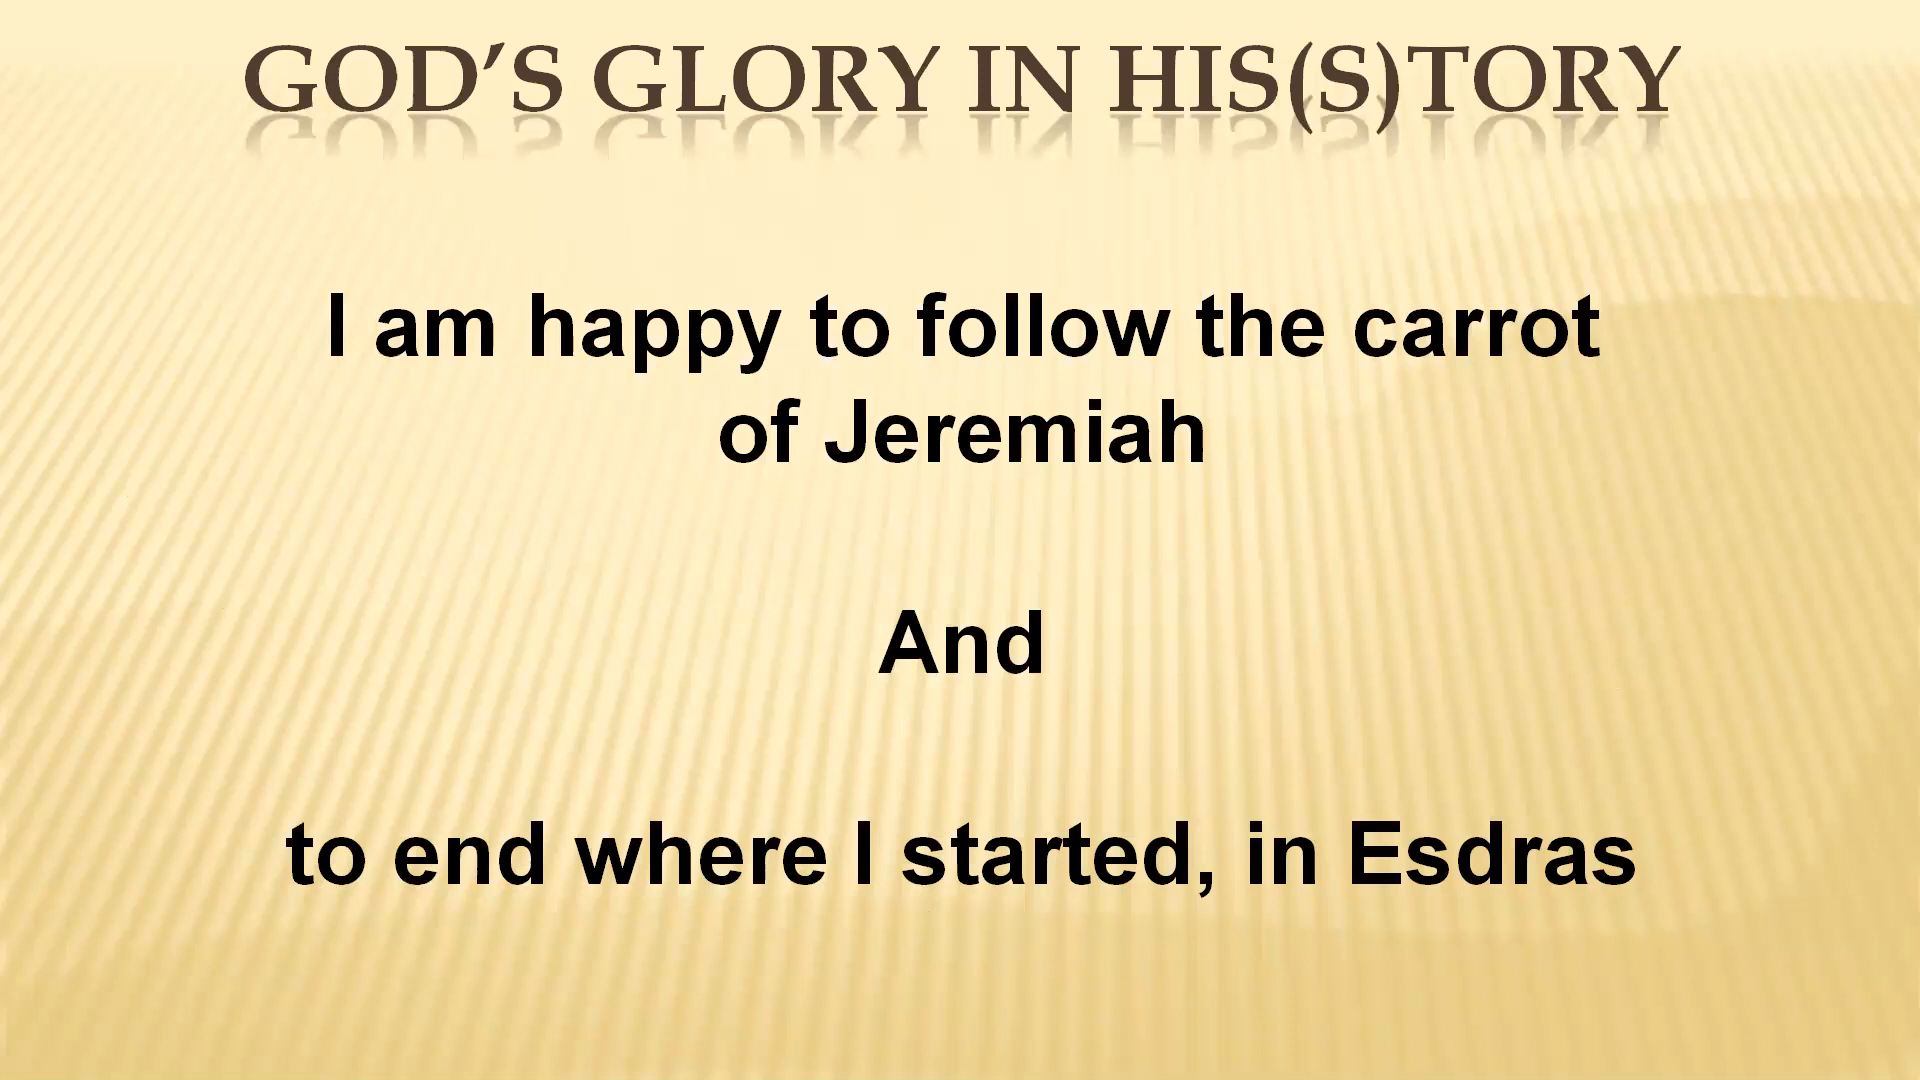 GOD’S GLORY IN HIS(S)TORY
I am happy to follow the carrot
of Jeremiah
And
to end where I started, in Esdras